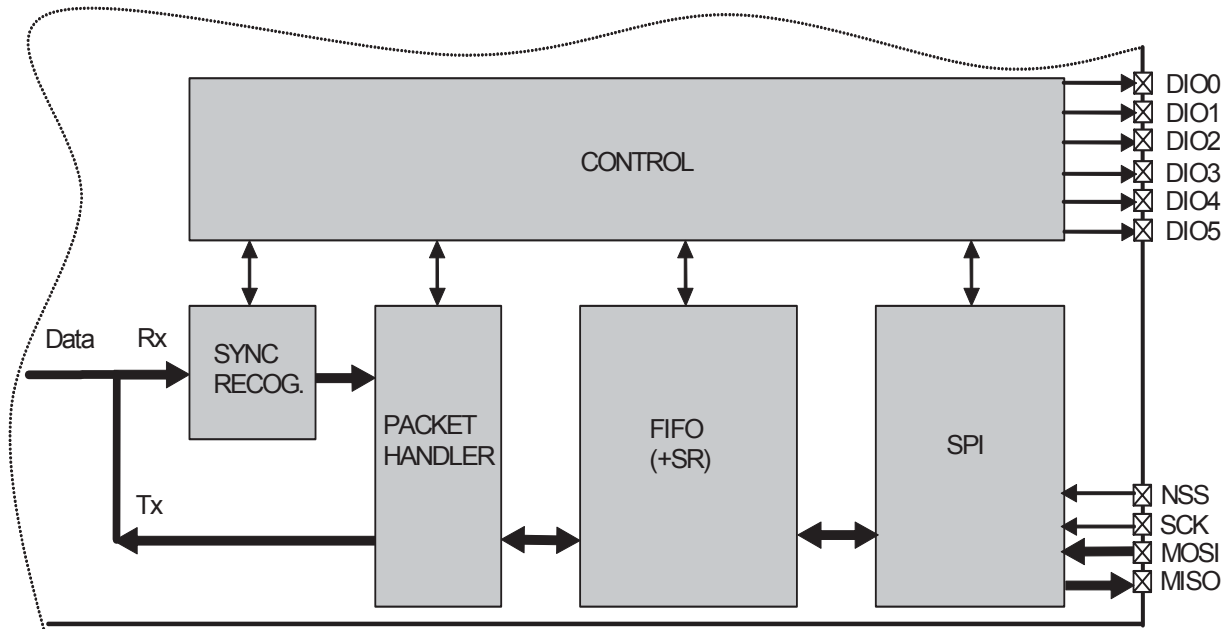 DIO0
DIO1
DIO2
DIO3
DIO4
DIO5
CONTROL
Data
Rx
SYNC
RECOG.
PACKET
HANDLER
FIFO
(+SR)
SPI
Tx
NSS
SCK
MOSI
MISO